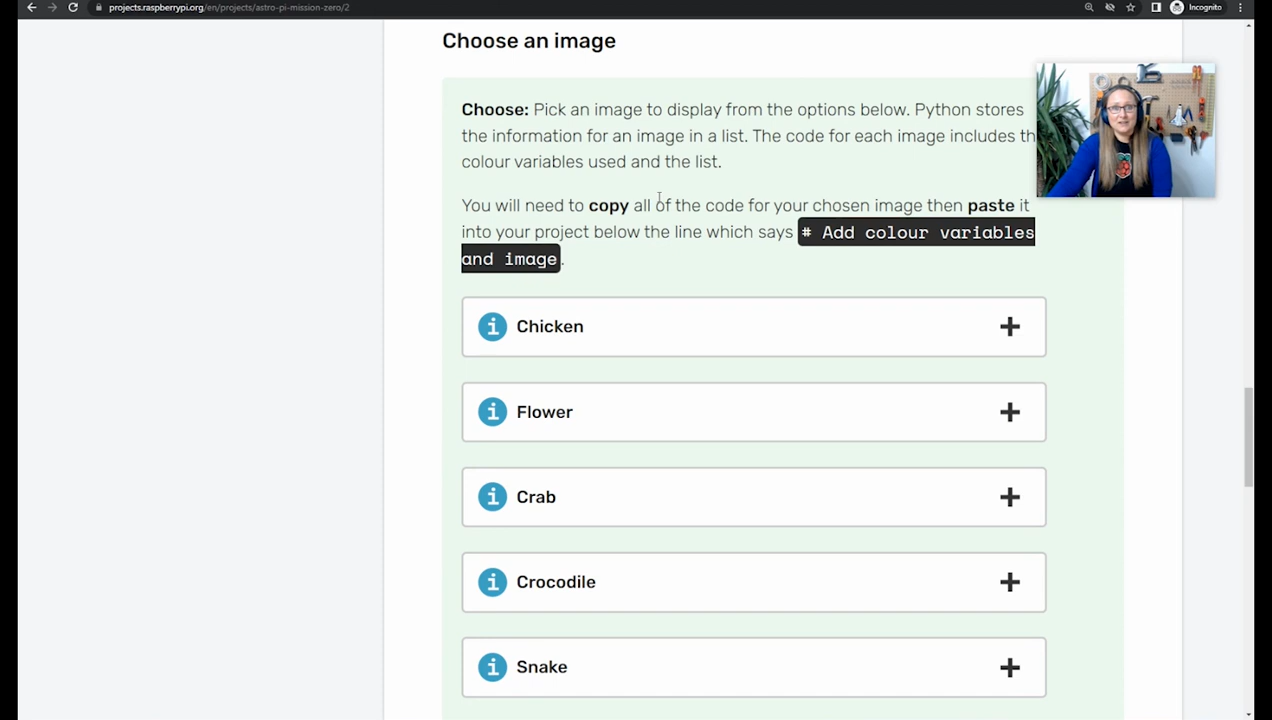 projects.raspberrypi.org/en/projects/astro-pi-mission-zero/2
Incognito
Choose an image
Choose: Pick an image to display from the options below. Python stores
the information for an image in a list. The code for each image includes th
colour variables used and the list.
You will need to copy all of the code for your chosen image then paste it
into your project below the line which says # Add colour variables
and image.
Chicken
Flower
Crab
Crocodile
Snake